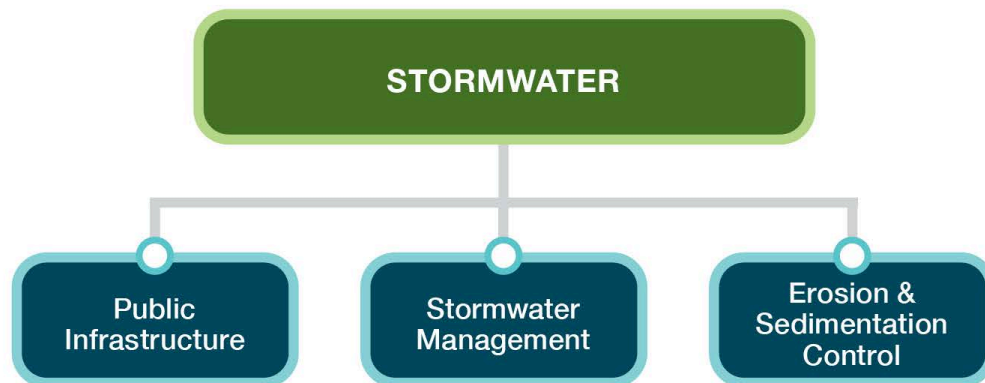 STORMWATER
Public
Infrastructure
Stormwater
Management
Erosion &
Sedimentation
Control